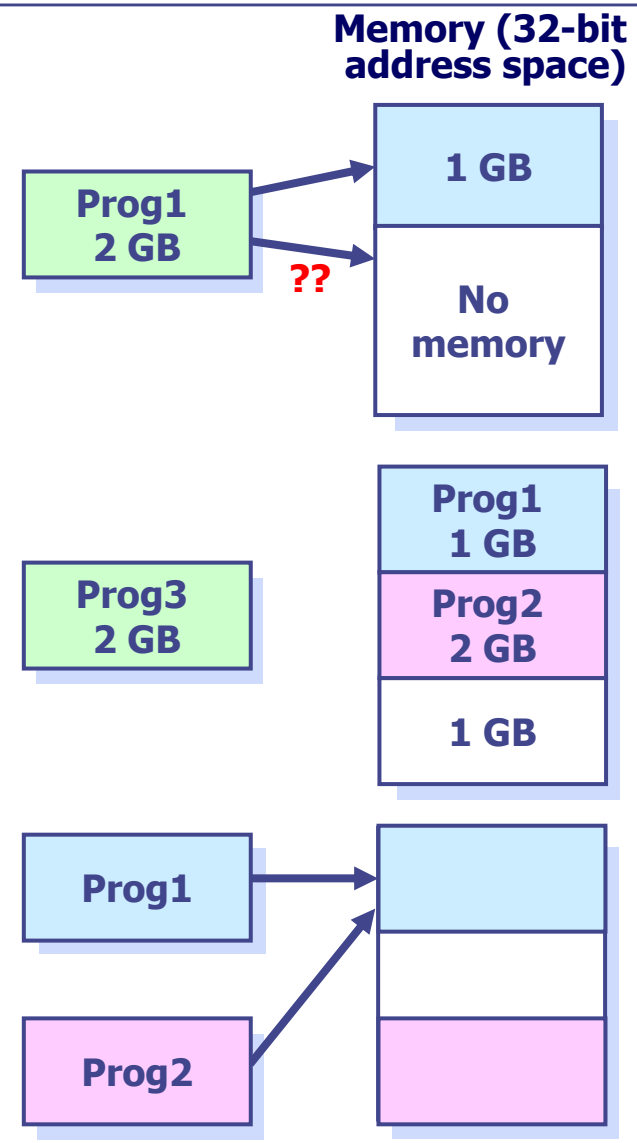 Memory (32-bit
address space)
1 GB
Prog1
2 GB
??
No
memory
Prog1
1 GB
Prog3
2 GB
Prog2
2 GB
1 GB
Prog1
Prog2